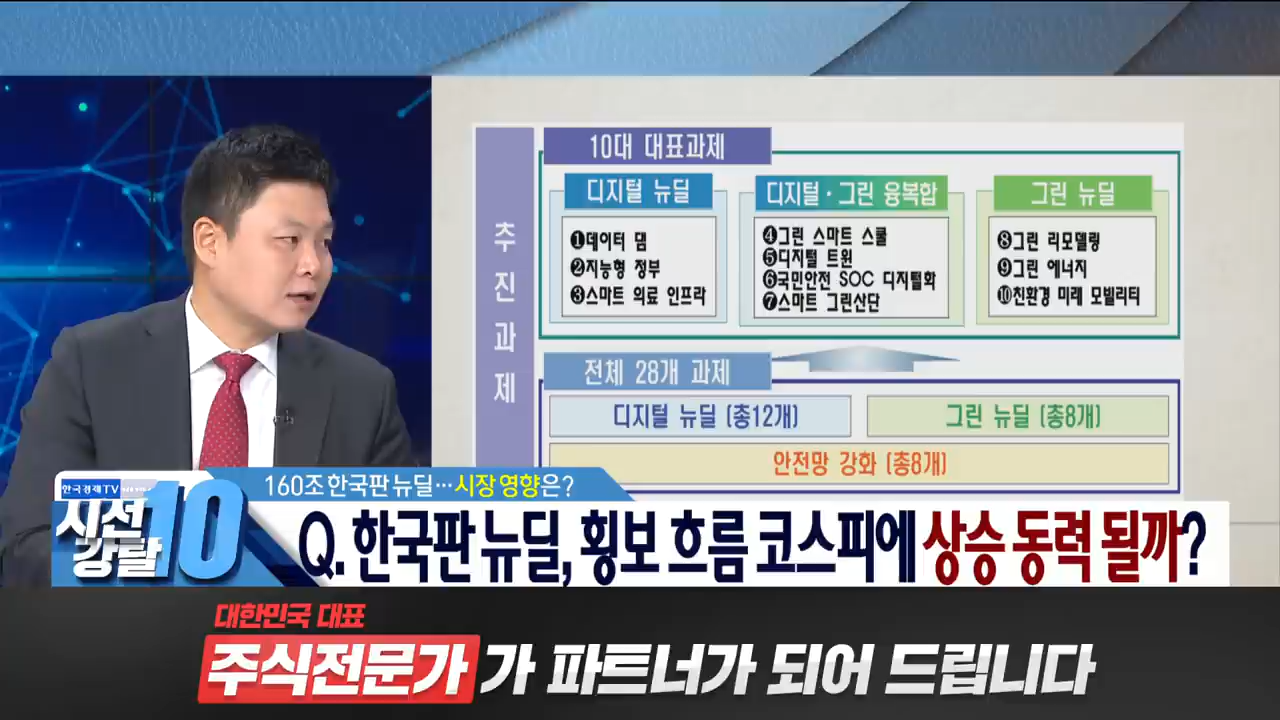 추진과제
10대 대표과제
디지털 뉴딜
❶데이터 댐
❷지능형 정부
❸스마트 의료 인프라
디지털·그린 융복합
❹그린 스마트 스쿨
❺디지털 트윈
❻국민안전 SOC 디지털화
❼스마트 그린산단
그린 뉴딜
❽그린 리모델링
❾그린 에너지
❿친환경 미래 모빌리티
전체 28개 과제
디지털 뉴딜 (총12개)
그린 뉴딜 (총8개)
안전망 강화 (총8개)
한국경제TV
시선강탈10
160조 한국판 뉴딜…시장 영향은?
Q. 한국판 뉴딜, 횡보 흐름 코스피에 상승 동력 될까?
대한민국 대표
주식전문가가 파트너가 되어 드립니다